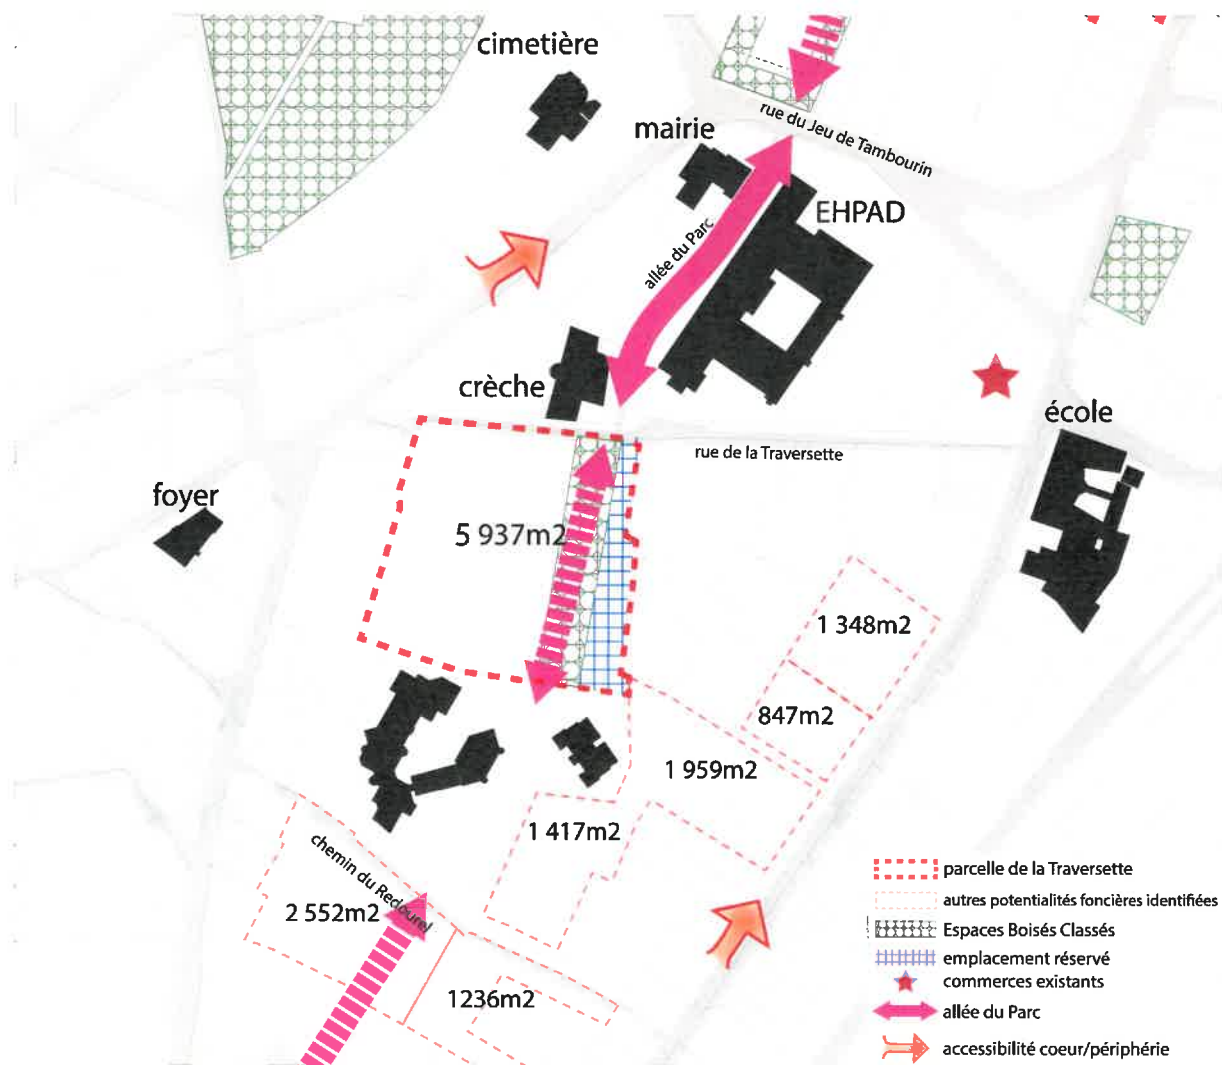 cimetière
rue du Jeu de Tambourin
mairie
EHPAD
allée du Parc
crèche
école
rue de la Traversette
foyer
5 937m2
1 348m2
847m2
1 959m2
1 417m2
chemin du Redourel
2 552m2
1236m2
parcelle de la Traversette
autres potentialités foncières identifiées
Espaces Boisés Classés
emplacement réservé
commerces existants
allée du Parc
accessibilité coeur/périphérie